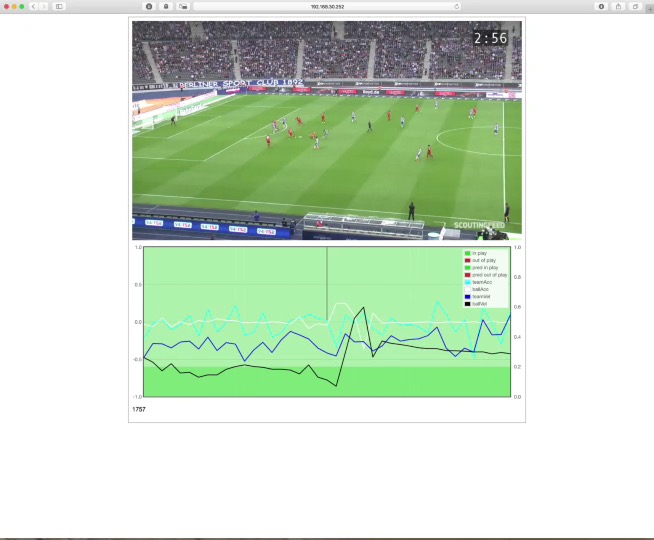 192.168.30.252
2:56
N BERLINER SPORT CLUB 1892
SCOUTINGFEED
1.0
0.5
0.0
-0.5
-1.0
in play
out of play
pred in play
pred out of play
teamAcc
ballAcc
teamVel
ballVel
1.0
0.8
0.6
0.4
0.2
0.0
1757